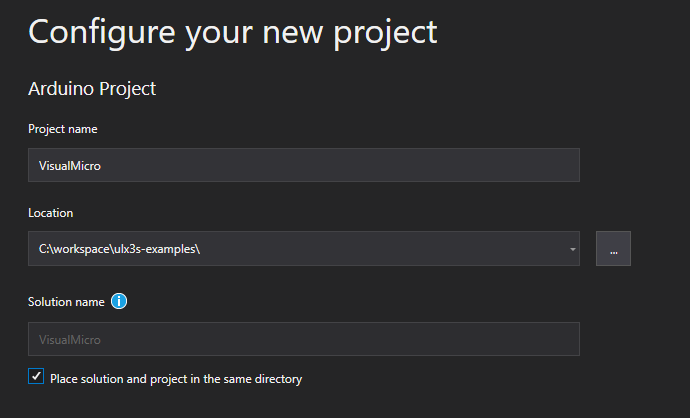 Configure your new project
Arduino Project
Project name
VisualMicro
Location
C:\workspace\ulx3s-examples\
...
Solution name
VisualMicro
Place solution and project in the same directory